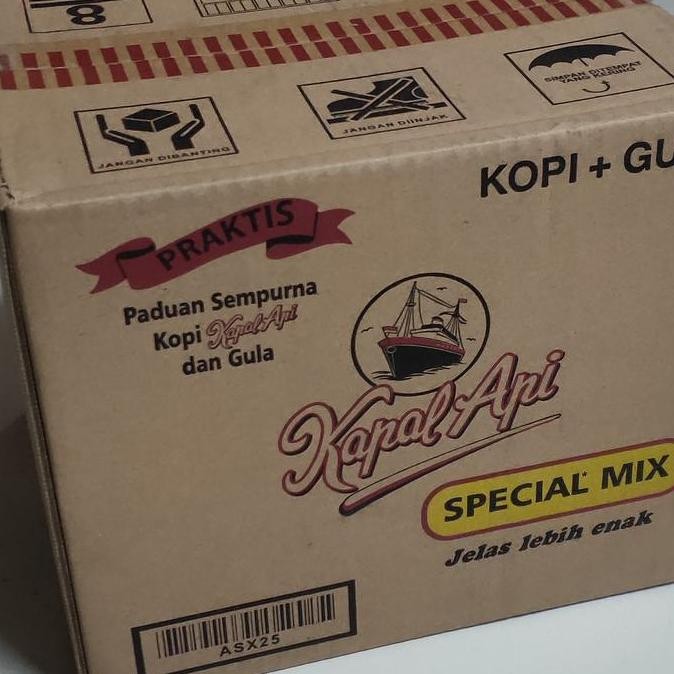 8
JANGAN DIBANTING
JANGAN DIINJAK
SIMPAN DITEMPAT
YANG KERING
KOPI + GU
PRAKTIS
Paduan Sempurna
Kopi Kapal Api
dan Gula
Kapal Api
SPECIAL* MIX
Jelas lebih enak
ASX25